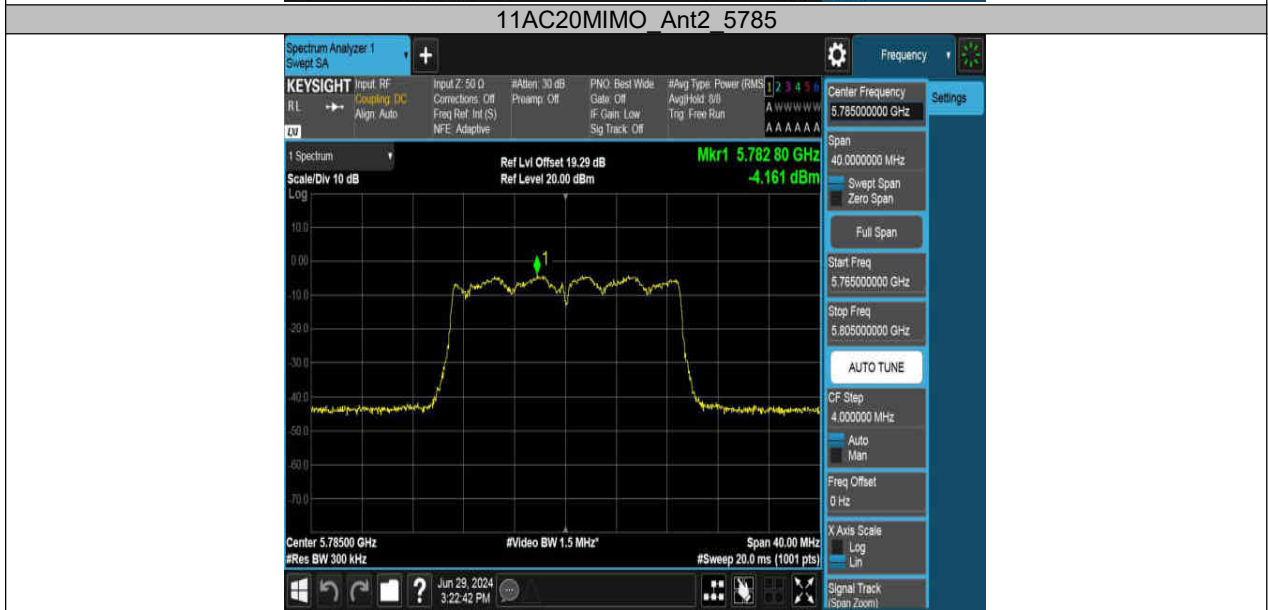 11AC20MIMO_Ant2_5785
Spectrum Analyzer 1
Swept SA
+
Frequency
KEYSIGHT
RL
LXI
Input: RF
Coupling: DC
Align: Auto
Input Z: 50 Ω
Corrections: Off
Freq Ref: Int (S)
NFE: Adaptive
#Atten: 30 dB
Preamp: Off
PNO: Best Wide
Gate: Off
IF Gain: Low
Sig Track: Off
#Avg Type: Power (RMS
Avg|Hold: 8/8
Trig: Free Run
1 2 3 4 5 6
A W W W W W
A A A A A A
Center Frequency
5.785000000 GHz
Settings
Span
40.0000000 MHz
Swept Span
Zero Span
Full Span
Start Freq
5.765000000 GHz
Stop Freq
5.805000000 GHz
AUTO TUNE
CF Step
4.000000 MHz
Auto
Man
Freq Offset
0 Hz
X Axis Scale
Log
Lin
Signal Track
(Span Zoom)
1 Spectrum
Scale/Div 10 dB
Log
Ref Lvl Offset 19.29 dB
Ref Level 20.00 dBm
Mkr1 5.782 80 GHz
-4.161 dBm
10.0
0.00
-10.0
-20.0
-30.0
-40.0
-50.0
-60.0
-70.0
1
Center 5.78500 GHz
#Res BW 300 kHz
#Video BW 1.5 MHz*
Span 40.00 MHz
#Sweep 20.0 ms (1001 pts)
?
Jun 29, 2024
3:22:42 PM